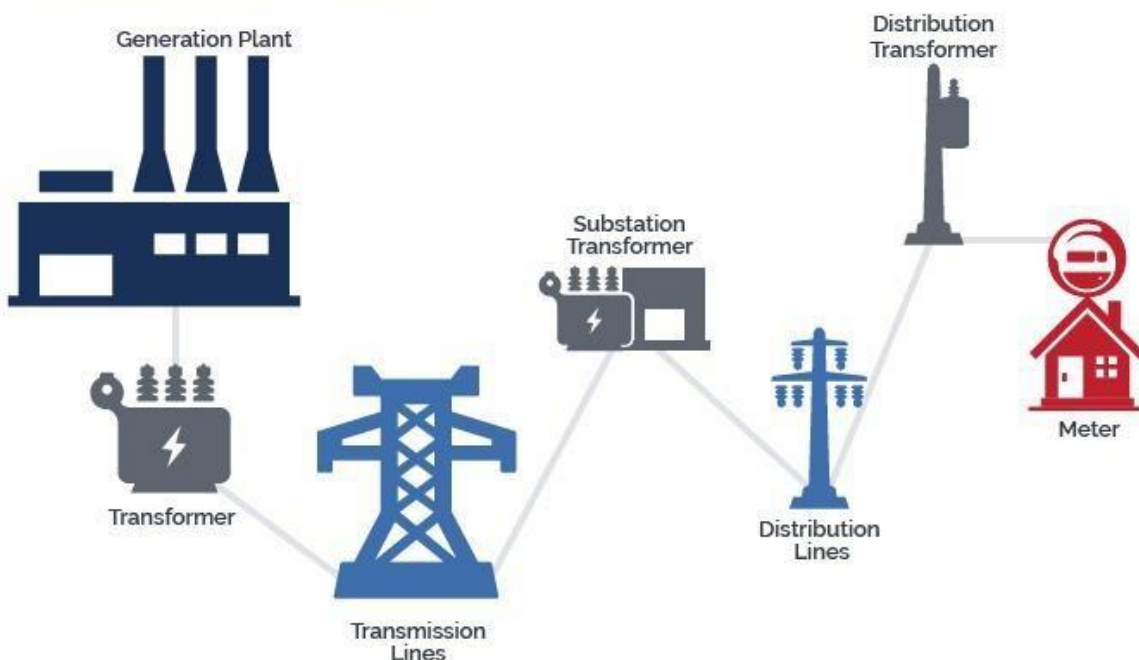 Generation Plant
Transformer
Transmission
Lines
Substation
Transformer
Distribution
Lines
Distribution
Transformer
Meter